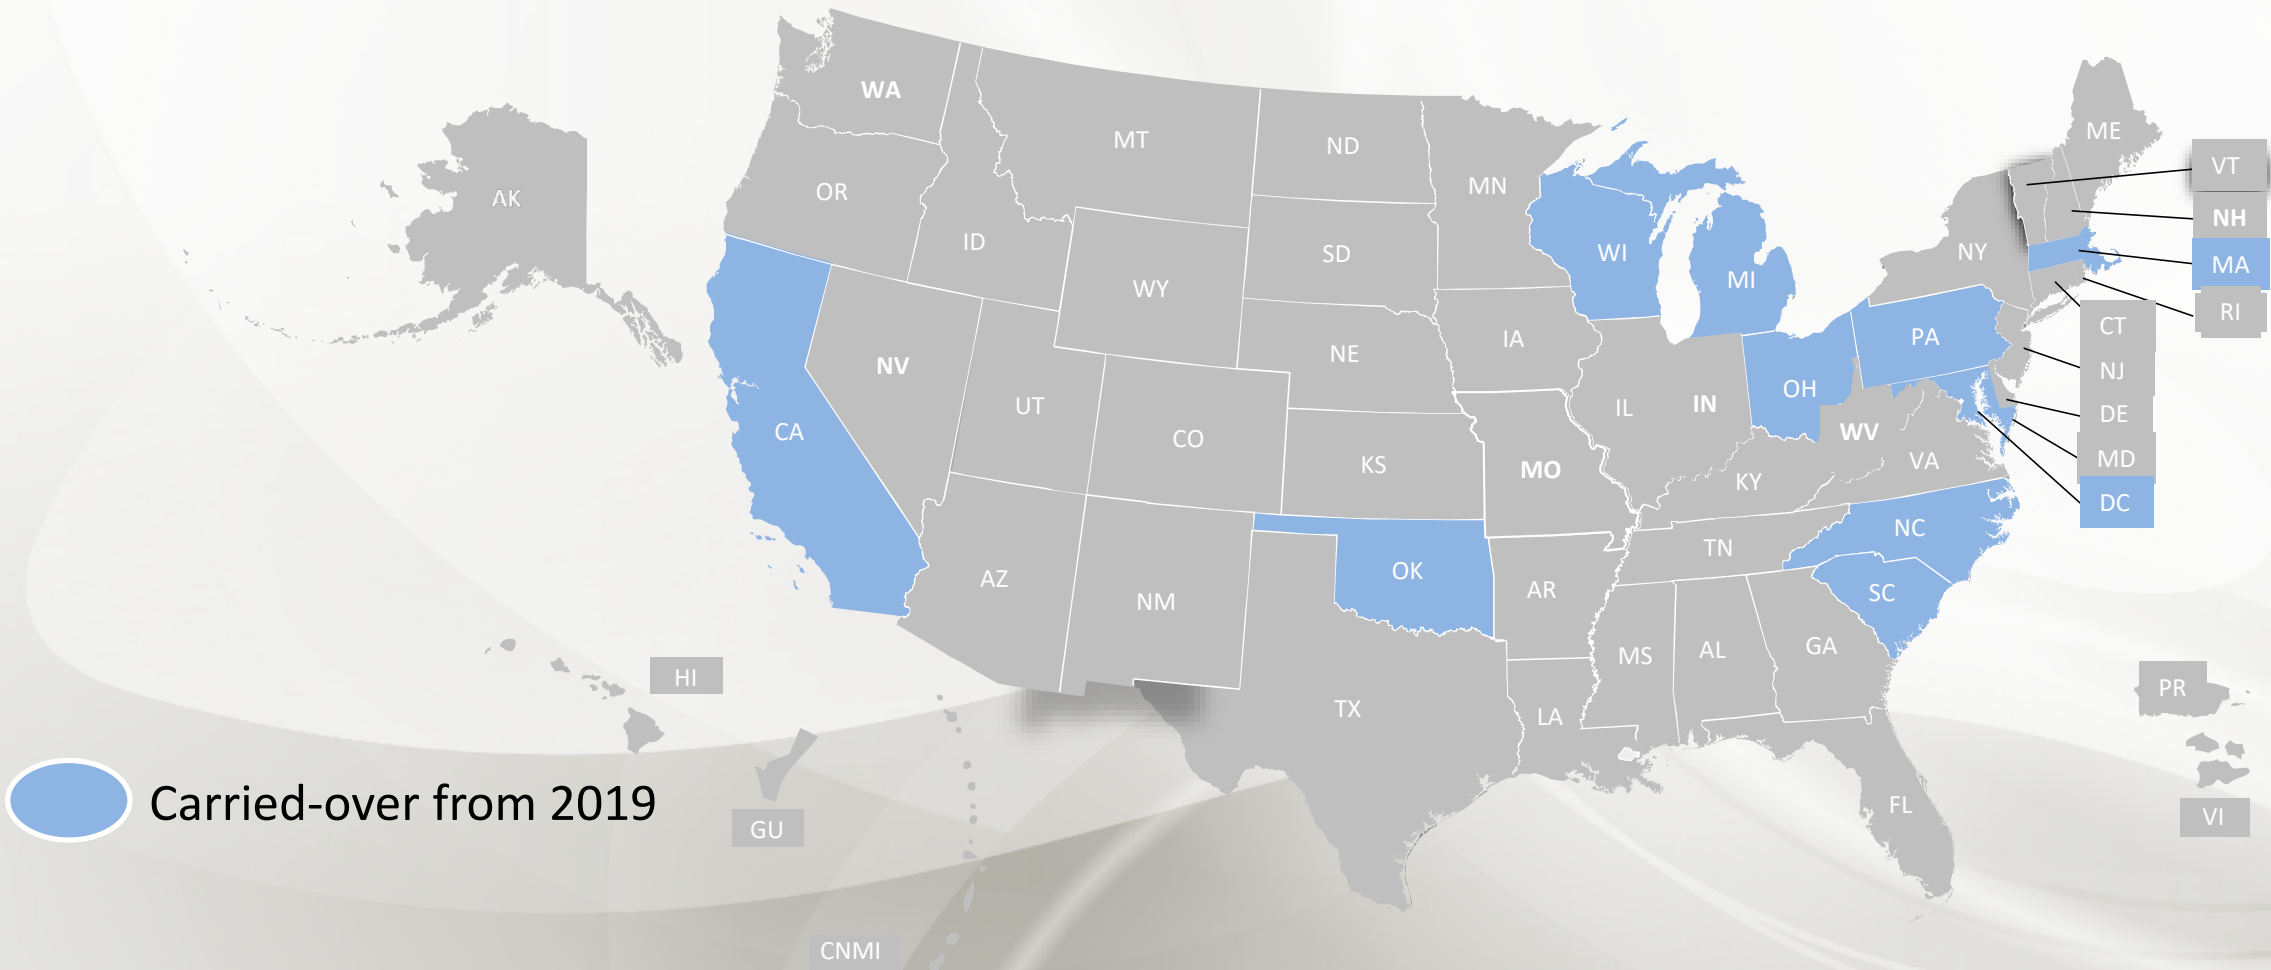 WA
MT
ND
ME
VT
MN
OR
AK
NH
ID
SD
WI
NY
MA
MI
WY
RI
CT
PA
IA
NE
NV
NJ
OH
UT
IL
IN
DE
CA
CO
WV
MD
KS
MO
VA
KY
DC
NC
TN
OK
AZ
AR
SC
NM
GA
AL
MS
HI
PR
TX
LA
Carried-over from 2019
FL
VI
GU
CNMI